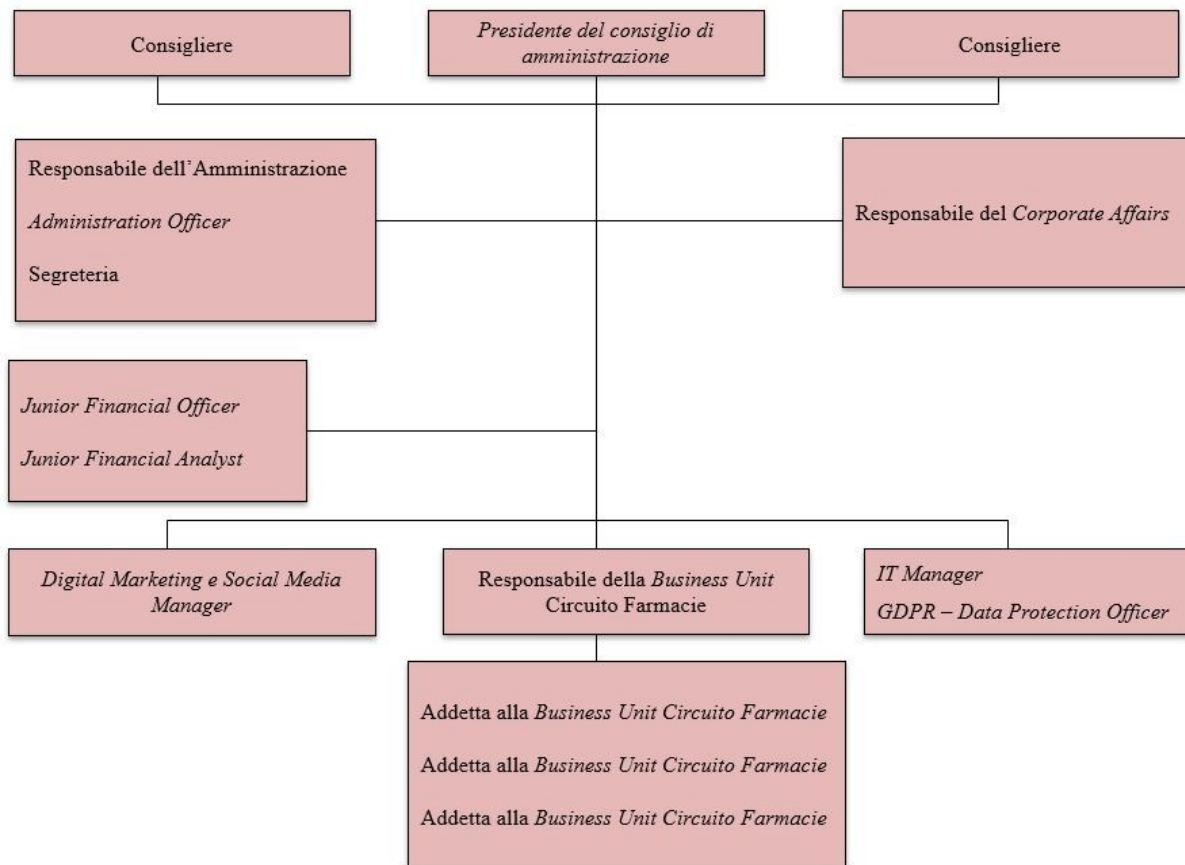 Consigliere
Presidente del consiglio di
amministrazione
Consigliere
Responsabile dell'Amministrazione
Administration Officer
Segreteria
Responsabile del Corporate Affairs
Junior Financial Officer
Junior Financial Analyst
Digital Marketing e Social Media
Manager
Responsabile della Business Unit
Circuito Farmacie
IT Manager
GDPR – Data Protection Officer
Addetta alla Business Unit Circuito Farmacie
Addetta alla Business Unit Circuito Farmacie
Addetta alla Business Unit Circuito Farmacie